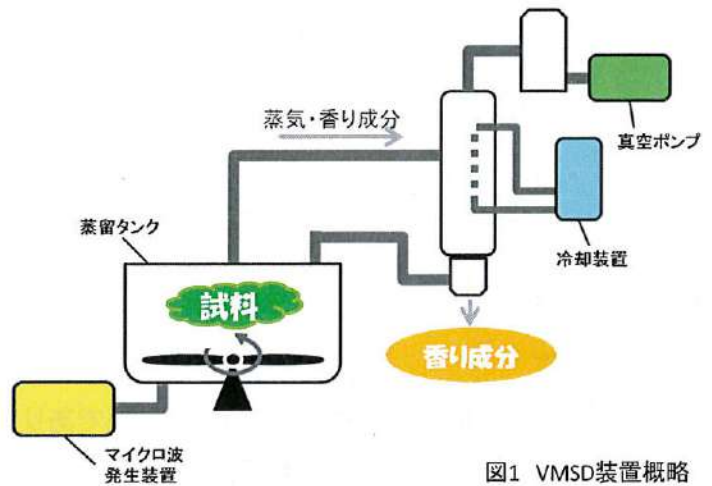 蒸気・香り成分
真空ポンプ
蒸留タンク
冷却装置
試料
香り成分
マイクロ波
発生装置
図1 VMSD装置概略